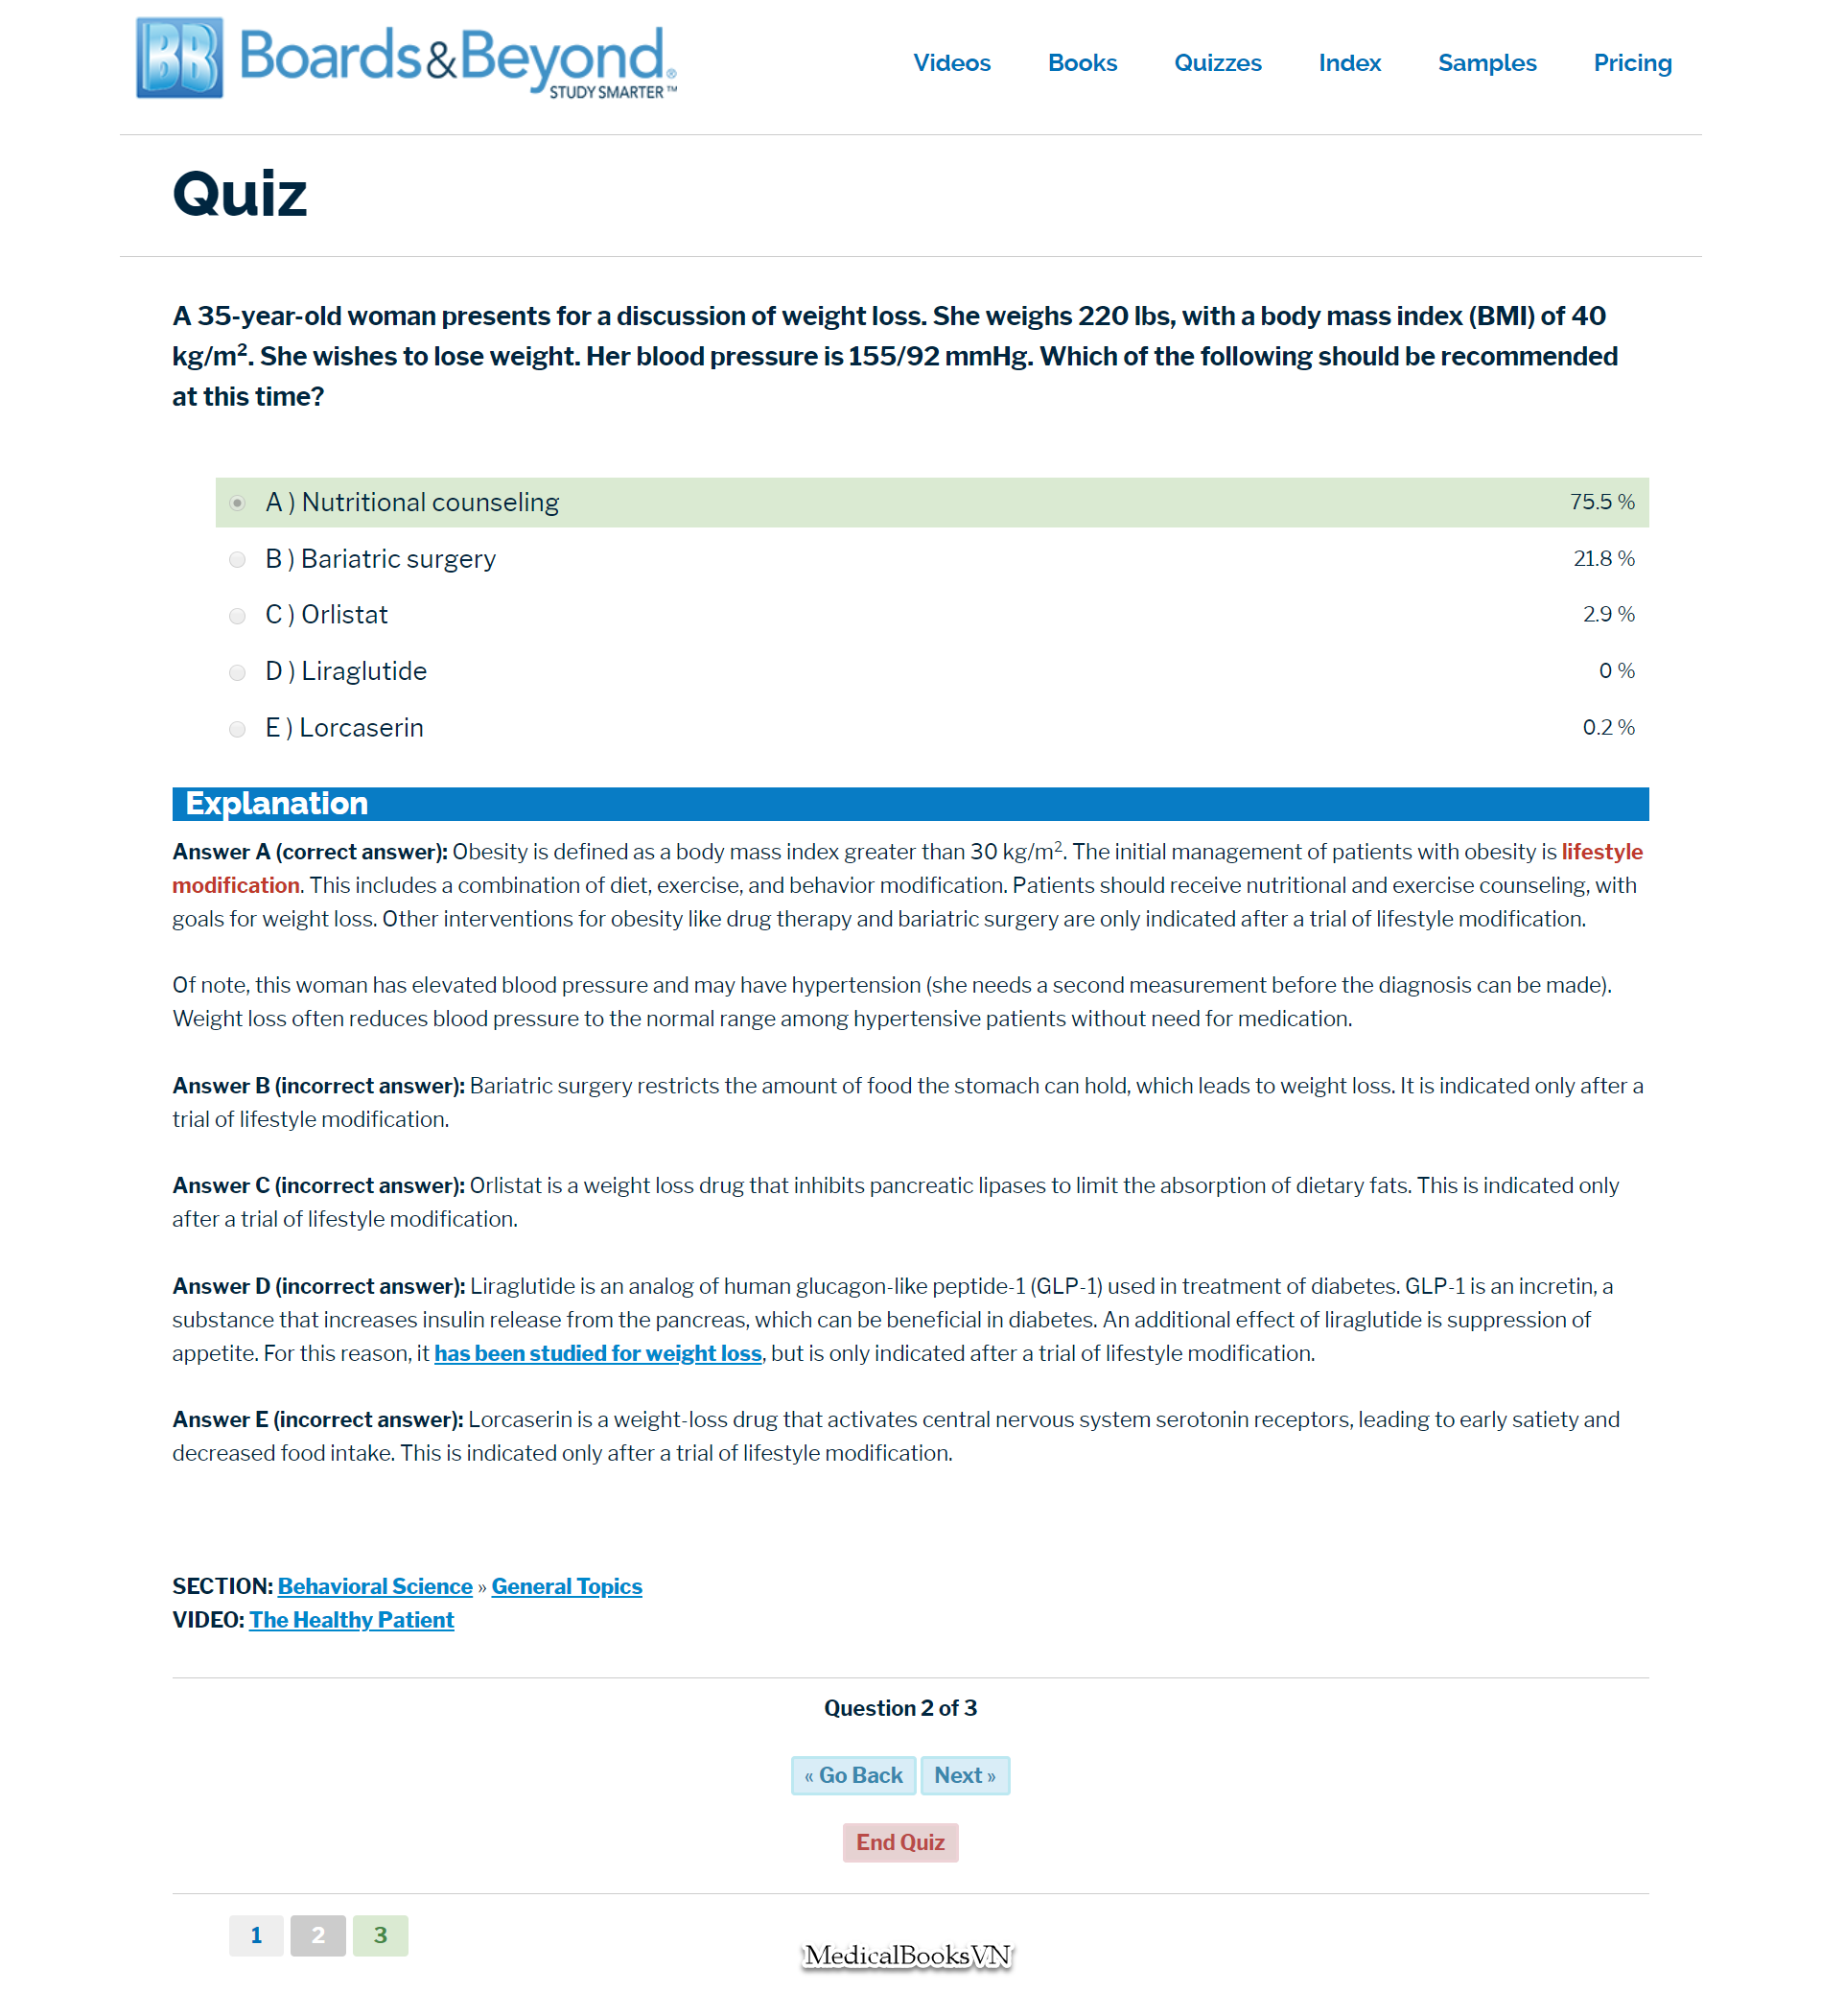 BB Boards&Beyond®
STUDY SMARTER™
Videos Books Quizzes Index Samples Pricing
Quiz
A 35-year-old woman presents for a discussion of weight loss. She weighs 220 lbs, with a body mass index (BMI) of 40
kg/m². She wishes to lose weight. Her blood pressure is 155/92 mmHg. Which of the following should be recommended
at this time?
A ) Nutritional counseling 75.5 %
B ) Bariatric surgery 21.8 %
C ) Orlistat 2.9 %
D ) Liraglutide 0 %
E ) Lorcaserin 0.2 %
Explanation
Answer A (correct answer): Obesity is defined as a body mass index greater than 30 kg/m². The initial management of patients with obesity is lifestyle
modification. This includes a combination of diet, exercise, and behavior modification. Patients should receive nutritional and exercise counseling, with
goals for weight loss. Other interventions for obesity like drug therapy and bariatric surgery are only indicated after a trial of lifestyle modification.
Of note, this woman has elevated blood pressure and may have hypertension (she needs a second measurement before the diagnosis can be made).
Weight loss often reduces blood pressure to the normal range among hypertensive patients without need for medication.
Answer B (incorrect answer): Bariatric surgery restricts the amount of food the stomach can hold, which leads to weight loss. It is indicated only after a
trial of lifestyle modification.
Answer C (incorrect answer): Orlistat is a weight loss drug that inhibits pancreatic lipases to limit the absorption of dietary fats. This is indicated only
after a trial of lifestyle modification.
Answer D (incorrect answer): Liraglutide is an analog of human glucagon-like peptide-1 (GLP-1) used in treatment of diabetes. GLP-1 is an incretin, a
substance that increases insulin release from the pancreas, which can be beneficial in diabetes. An additional effect of liraglutide is suppression of
appetite. For this reason, it has been studied for weight loss, but is only indicated after a trial of lifestyle modification.
Answer E (incorrect answer): Lorcaserin is a weight-loss drug that activates central nervous system serotonin receptors, leading to early satiety and
decreased food intake. This is indicated only after a trial of lifestyle modification.
SECTION: Behavioral Science » General Topics
VIDEO: The Healthy Patient
Question 2 of 3
« Go Back Next »
End Quiz
1 2 3
MedicalBooksVN